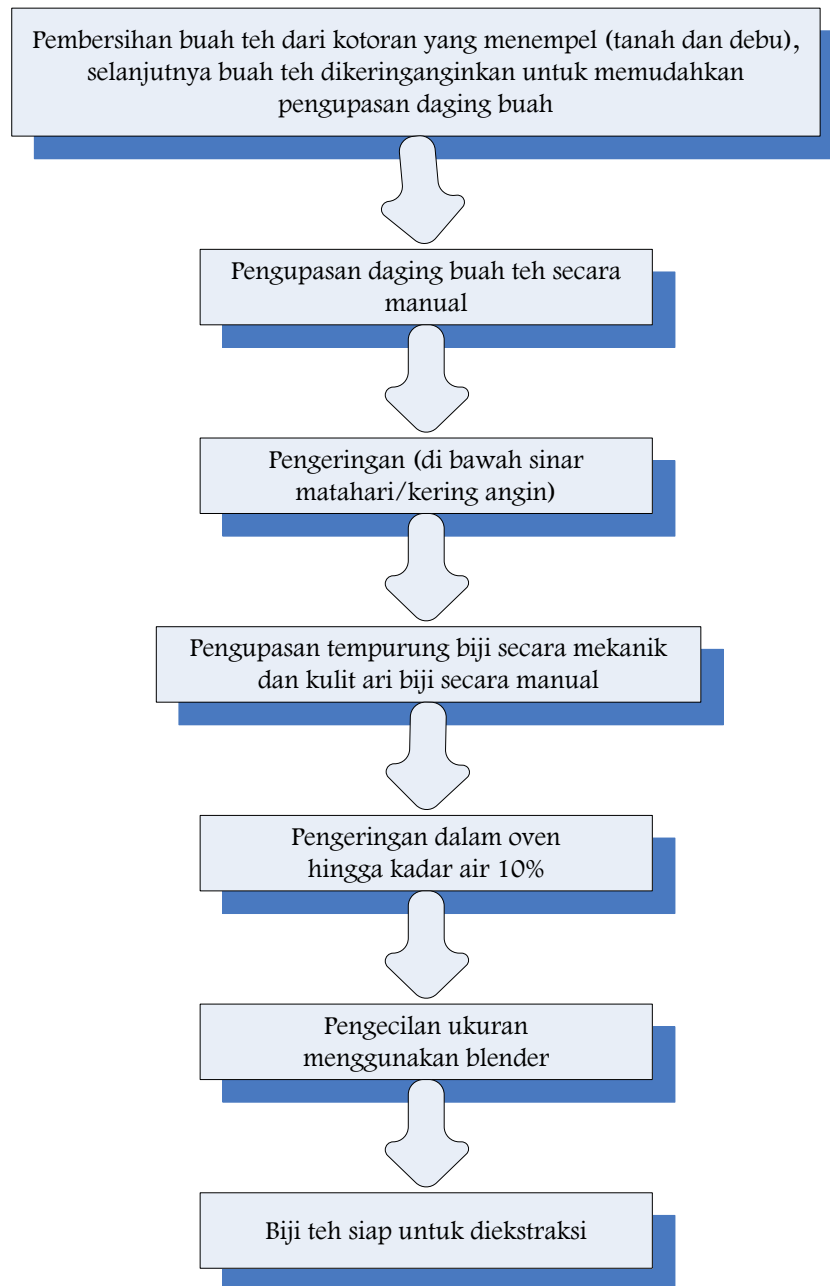 Pembersihan buah teh dari kotoran yang menempel (tanah dan debu),
selanjutnya buah teh dikeringanginkan untuk memudahkan
pengupasan daging buah
Pengupasan daging buah teh secara
manual
Pengeringan (di bawah sinar
matahari/kering angin)
Pengupasan tempurung biji secara mekanik
dan kulit ari biji secara manual
Pengeringan dalam oven
hingga kadar air 10%
Pengecilan ukuran
menggunakan blender
Biji teh siap untuk diekstraksi